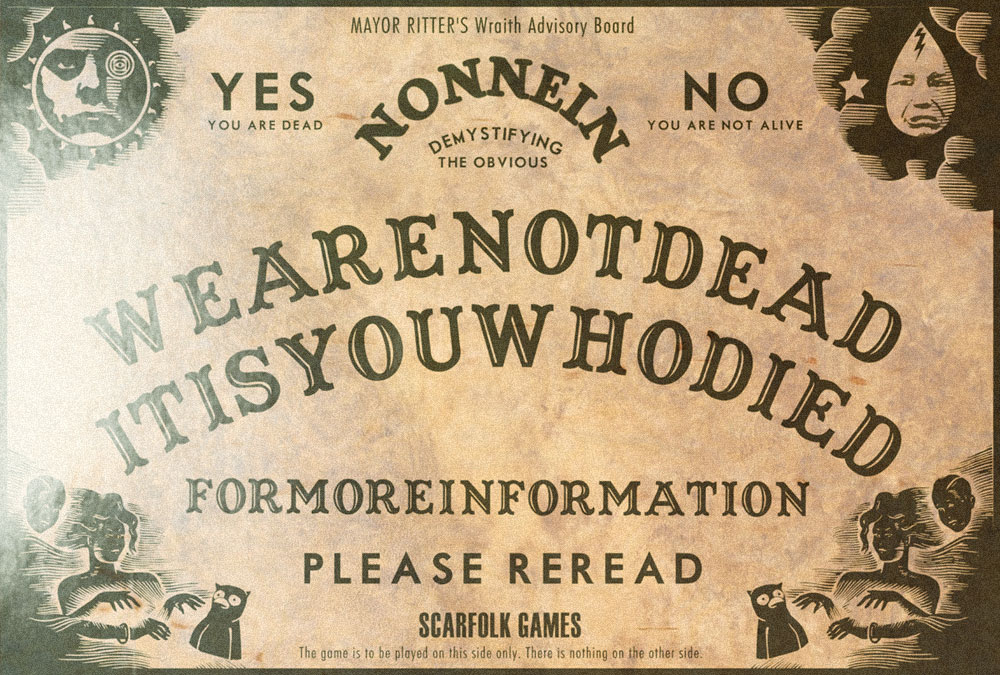 MAYOR RITTER'S Wraith Advisory Board
YES
YOU ARE DEAD
NONNEIN
DEMYSTIFYING
THE OBVIOUS
NO
YOU ARE NOT ALIVE
WEARENOTDEAD
ITISYOUWHODIED
FORMOREINFORMATION
PLEASE REREAD
SCARFOLK GAMES
The game is to be played on this side only. There is nothing on the other side.